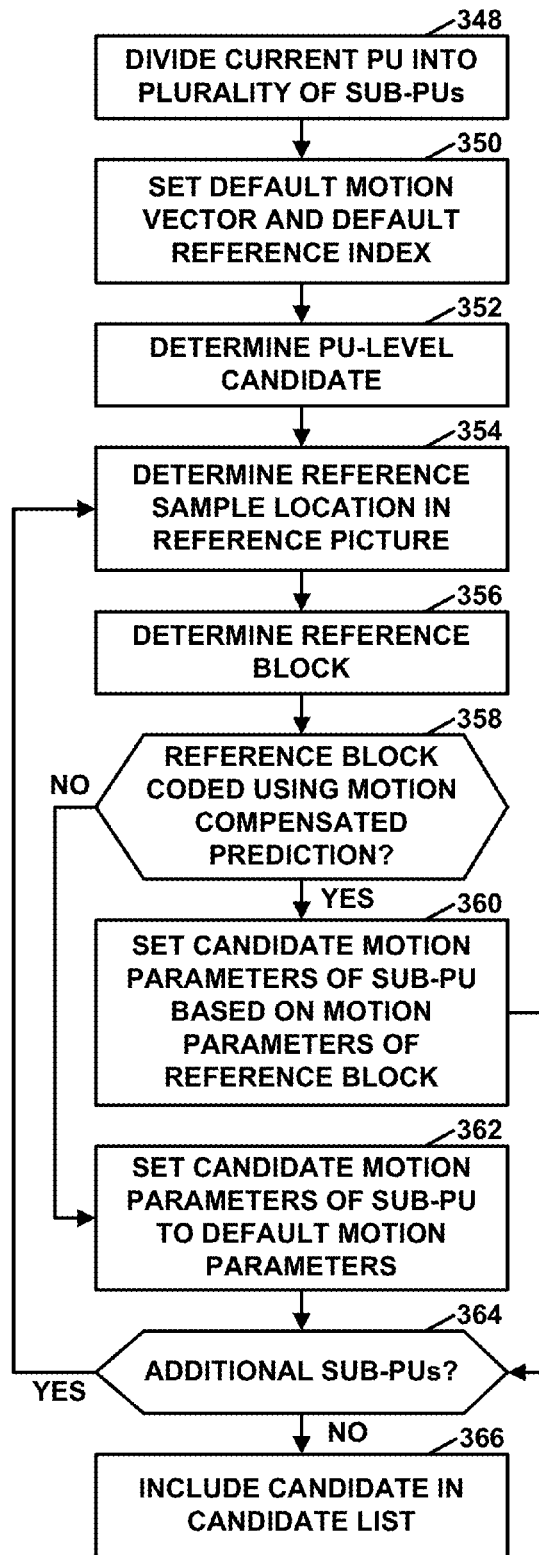 348
DIVIDE CURRENT PU INTO
PLURALITY OF SUB-PUs
350
SET DEFAULT MOTION
VECTOR AND DEFAULT
REFERENCE INDEX
352
DETERMINE PU-LEVEL
CANDIDATE
354
DETERMINE REFERENCE
SAMPLE LOCATION IN
REFERENCE PICTURE
356
DETERMINE REFERENCE
BLOCK
358
REFERENCE BLOCK
CODED USING MOTION
COMPENSATED
PREDICTION?
NO
YES
360
SET CANDIDATE MOTION
PARAMETERS OF SUB-PU
BASED ON MOTION
PARAMETERS OF
REFERENCE BLOCK
362
SET CANDIDATE MOTION
PARAMETERS OF SUB-PU
TO DEFAULT MOTION
PARAMETERS
364
ADDITIONAL SUB-PUs?
YES
NO
366
INCLUDE CANDIDATE IN
CANDIDATE LIST